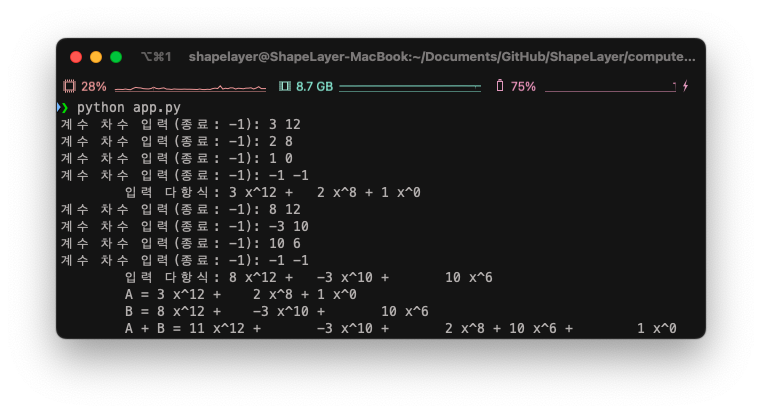 ⌥⌘1 shapelayer@ShapeLayer-MacBook:~/Documents/GitHub/ShapeLayer/compute...
28% 8.7 GB 75%
❯ python app.py
계수 차수 입력(종료: -1): 3 12
계수 차수 입력(종료: -1): 2 8
계수 차수 입력(종료: -1): 1 0
계수 차수 입력(종료: -1): -1 -1
입력 다항식: 3 x^12 + 2 x^8 + 1 x^0
계수 차수 입력(종료: -1): 8 12
계수 차수 입력(종료: -1): -3 10
계수 차수 입력(종료: -1): 10 6
계수 차수 입력(종료: -1): -1 -1
입력 다항식: 8 x^12 + -3 x^10 + 10 x^6
A = 3 x^12 + 2 x^8 + 1 x^0
B = 8 x^12 + -3 x^10 + 10 x^6
A + B = 11 x^12 + -3 x^10 + 2 x^8 + 10 x^6 + 1 x^0